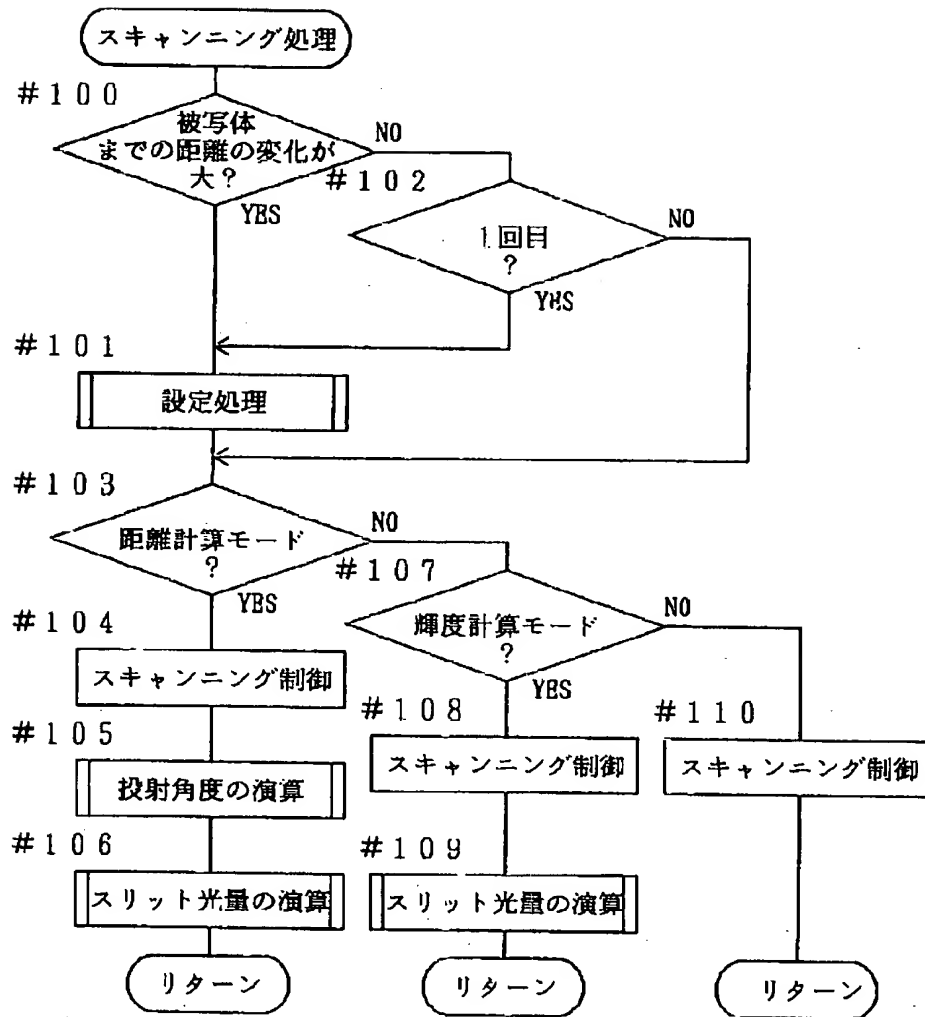 スキャンニング処理
#100
被写体
までの距離の変化が
大?
NO
YES
#102
1回目
?
NO
YES
#101
設定処理
#103
距離計算モード
?
NO
YES
#107
輝度計算モード
?
NO
YES
#104
スキャンニング制御
#105
投射角度の演算
#106
スリット光量の演算
リターン
#108
スキャンニング制御
#109
スリット光量の演算
リターン
#110
スキャンニング制御
リターン